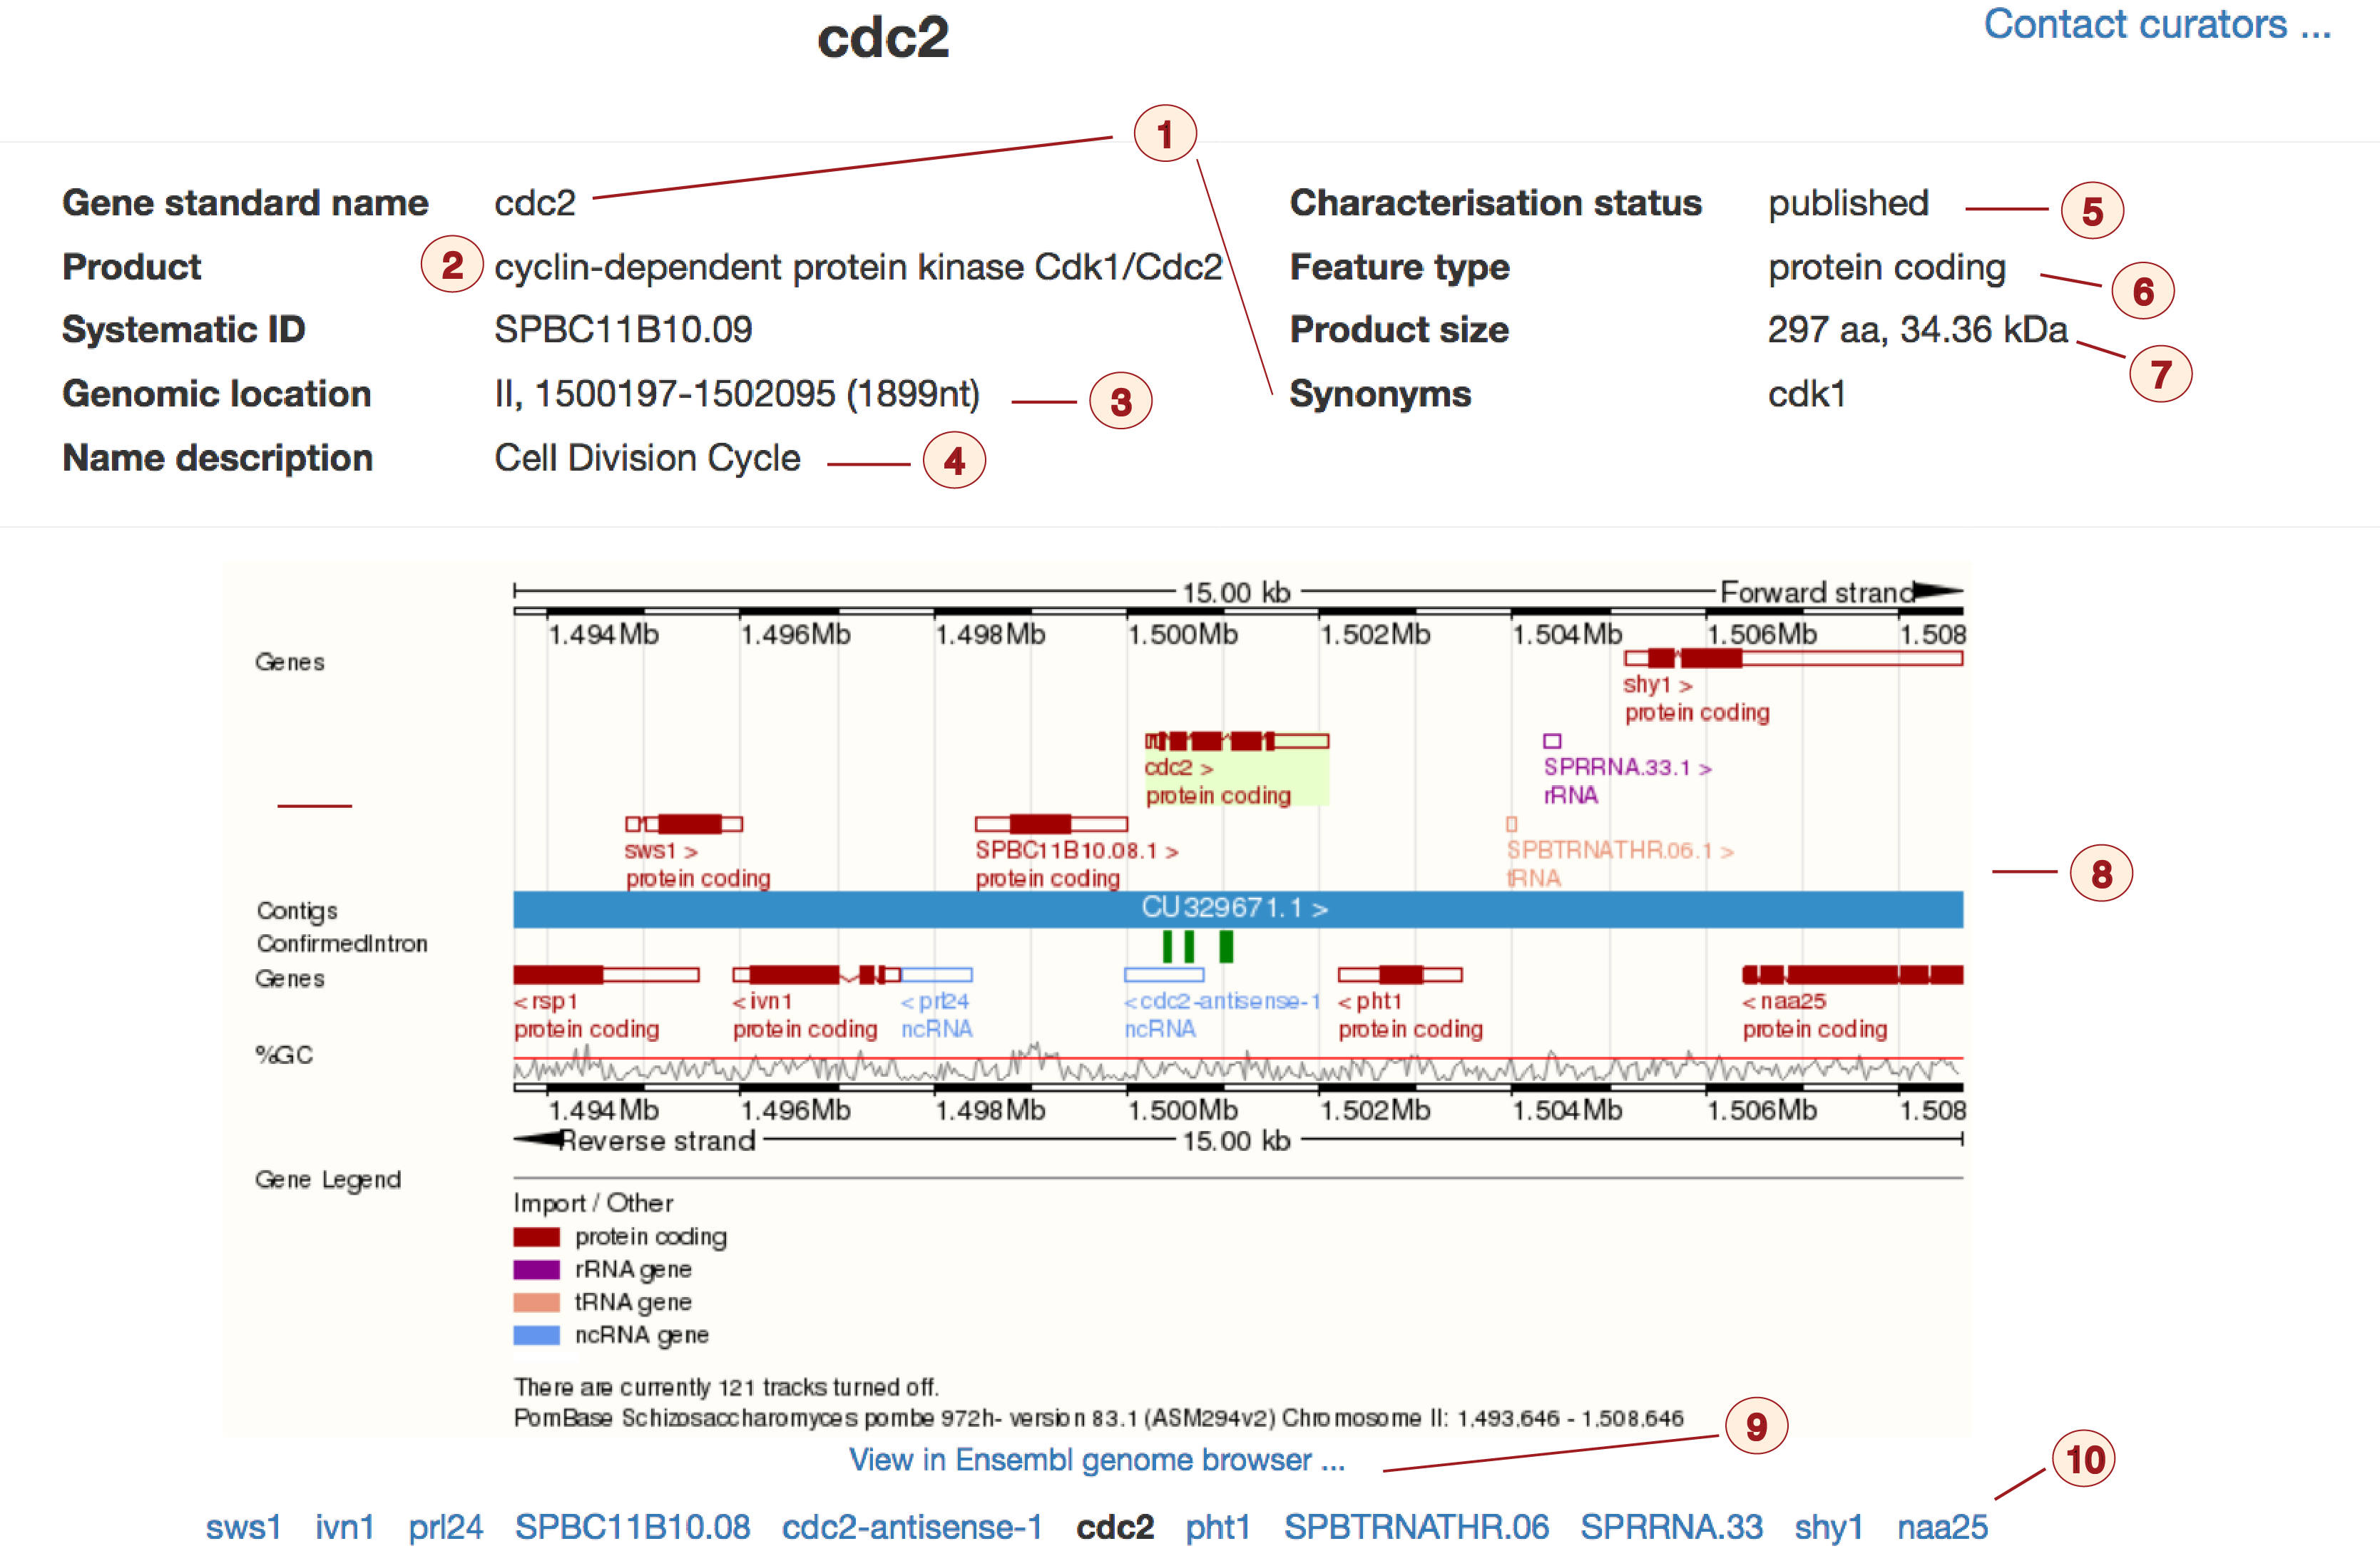 cdc2
Contact curators ...
1
Gene standard name cdc2
Characterisation status published 5
Product 2 cyclin-dependent protein kinase Cdk1/Cdc2
Feature type protein coding 6
Systematic ID SPBC11B10.09
Product size 297 aa, 34.36 kDa 7
Genomic location II, 1500197-1502095 (1899nt) 3
Synonyms cdk1
Name description Cell Division Cycle 4
15.00 kb Forward strand
1.494Mb 1.496Mb 1.498Mb 1.500Mb 1.502Mb 1.504Mb 1.506Mb 1.508
Genes
shy1 >
protein coding
cdc2 > SPRRNA.33.1 >
protein coding rRNA
sws1 > SPBC11B10.08.1 > SPBTRNATHR.06.1 >
protein coding protein coding tRNA
8
Contigs CU329671.1 >
ConfirmedIntron
Genes
< rsp1 < ivn1 < prl24 < cdc2-antisense-1 < pht1 < naa25
protein coding protein coding ncRNA ncRNA protein coding protein coding
%GC
1.494Mb 1.496Mb 1.498Mb 1.500Mb 1.502Mb 1.504Mb 1.506Mb 1.508
Reverse strand 15.00 kb
Gene Legend
Import / Other
protein coding
rRNA gene
tRNA gene
ncRNA gene
There are currently 121 tracks turned off.
PomBase Schizosaccharomyces pombe 972h- version 83.1 (ASM294v2) Chromosome II: 1,493,646 - 1,508,646
9
View in Ensembl genome browser ...
10
sws1 ivn1 prl24 SPBC11B10.08 cdc2-antisense-1 cdc2 pht1 SPBTRNATHR.06 SPRRNA.33 shy1 naa25